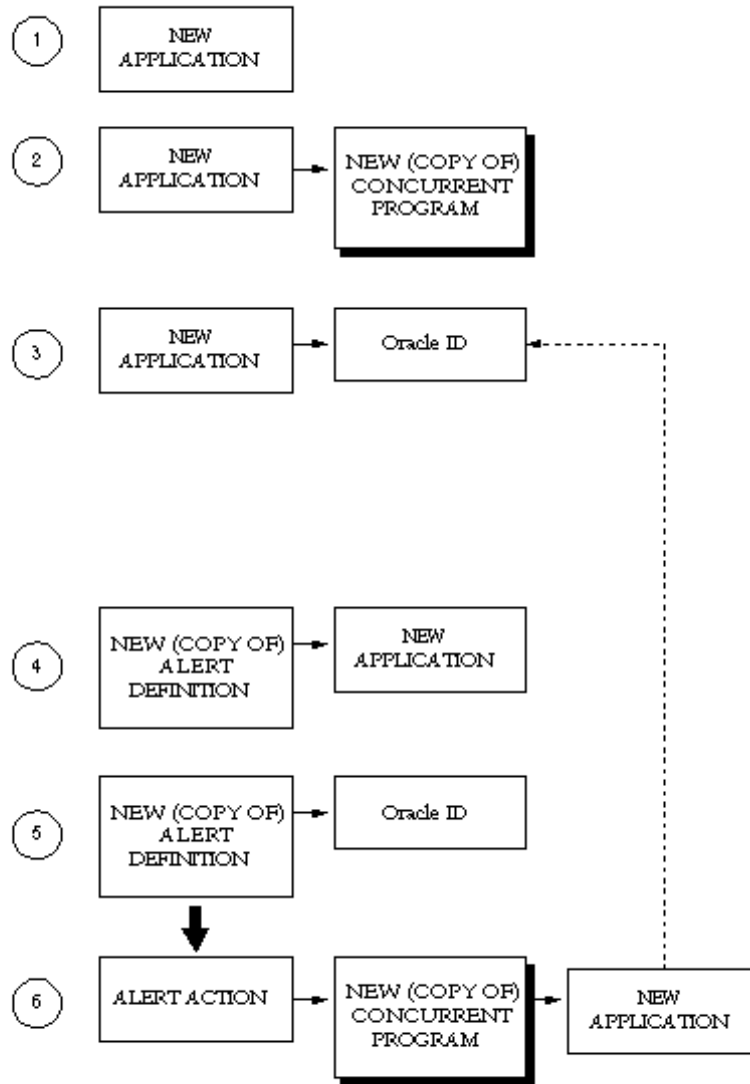 1
NEW
APPLICATION
2
NEW
APPLICATION
NEW (COPY OF)
CONCURRENT
PROGRAM
3
NEW
APPLICATION
Oracle ID
4
NEW (COPY OF)
ALERT
DEFINITION
NEW
APPLICATION
5
NEW (COPY OF)
ALERT
DEFINITION
Oracle ID
6
ALERT ACTION
NEW (COPY OF)
CONCURRENT
PROGRAM
NEW
APPLICATION